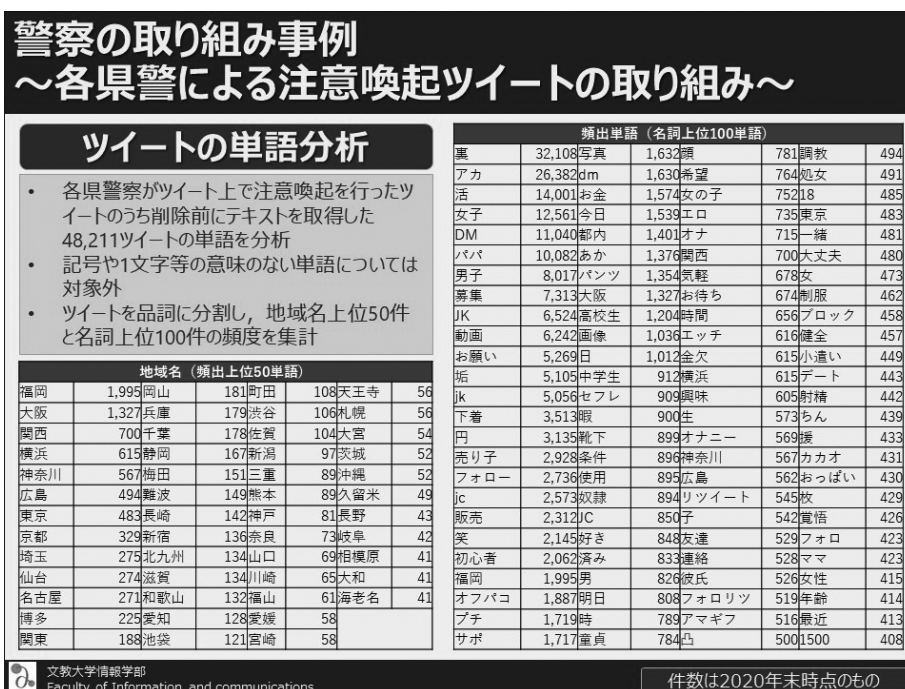 警察の取り組み事例
～各県警による注意喚起ツイートの取り組み～
ツイートの単語分析
• 各県警察がツイート上で注意喚起を行ったツ
イートのうち削除前にテキストを取得した
48,211ツイートの単語を分析
• 記号や1文字等の意味のない単語については
対象外
• ツイートを品詞に分割し，地域名上位50件
と名詞上位100件の頻度を集計
地域名（頻出上位50単語）
福岡 1,995 岡山 181 町田 108 天王寺 56
大阪 1,327 兵庫 179 渋谷 106 札幌 56
関西 700 千葉 178 佐賀 104 大宮 54
横浜 615 静岡 167 新潟 97 茨城 52
神奈川 567 梅田 151 三重 89 沖縄 52
広島 494 難波 149 熊本 89 久留米 49
東京 483 長崎 142 神戸 81 長野 43
京都 329 新宿 136 奈良 73 岐阜 42
埼玉 275 北九州 134 山口 69 相模原 41
仙台 274 滋賀 134 川崎 65 大和 41
名古屋 271 和歌山 132 福山 61 海老名 41
博多 225 愛知 128 愛媛 58
関東 188 池袋 121 宮崎 58
頻出単語（名詞上位100単語）
裏 32,108 写真 1,632 顔 781 調教 494
アカ 26,382 dm 1,630 希望 764 処女 491
活 14,001 お金 1,574 女の子 752 18 485
女子 12,561 今日 1,539 エロ 735 東京 483
DM 11,040 都内 1,401 オナ 715 一緒 481
パパ 10,082 あか 1,376 関西 700 大丈夫 480
男子 8,017 パンツ 1,354 気軽 678 女 473
募集 7,313 大阪 1,327 お待ち 674 制服 462
JK 6,524 高校生 1,204 時間 656 ブロック 458
動画 6,242 画像 1,036 エッチ 616 健全 457
お願い 5,269 日 1,012 金欠 615 小遣い 449
垢 5,105 中学生 912 横浜 615 デート 443
jk 5,056 セフレ 909 興味 605 射精 442
下着 3,513 暇 900 生 573 ちん 439
円 3,135 靴下 899 オナニー 569 援 433
売り子 2,928 条件 896 神奈川 567 カカオ 431
フォロー 2,736 使用 895 広島 562 おっぱい 430
jc 2,573 奴隷 894 リツイート 545 枚 429
販売 2,312 JC 850 子 542 覚悟 426
笑 2,145 好き 848 友達 529 フォロ 423
初心者 2,062 済み 833 連絡 528 ママ 423
福岡 1,995 男 826 彼氏 526 女性 415
オフパコ 1,887 明日 808 フォロリツ 519 年齢 414
プチ 1,719 時 789 アマギフ 516 最近 413
サポ 1,717 童貞 784 凸 500 1500 408
文教大学情報学部
Faculty of Information and communications
件数は2020年末時点のもの